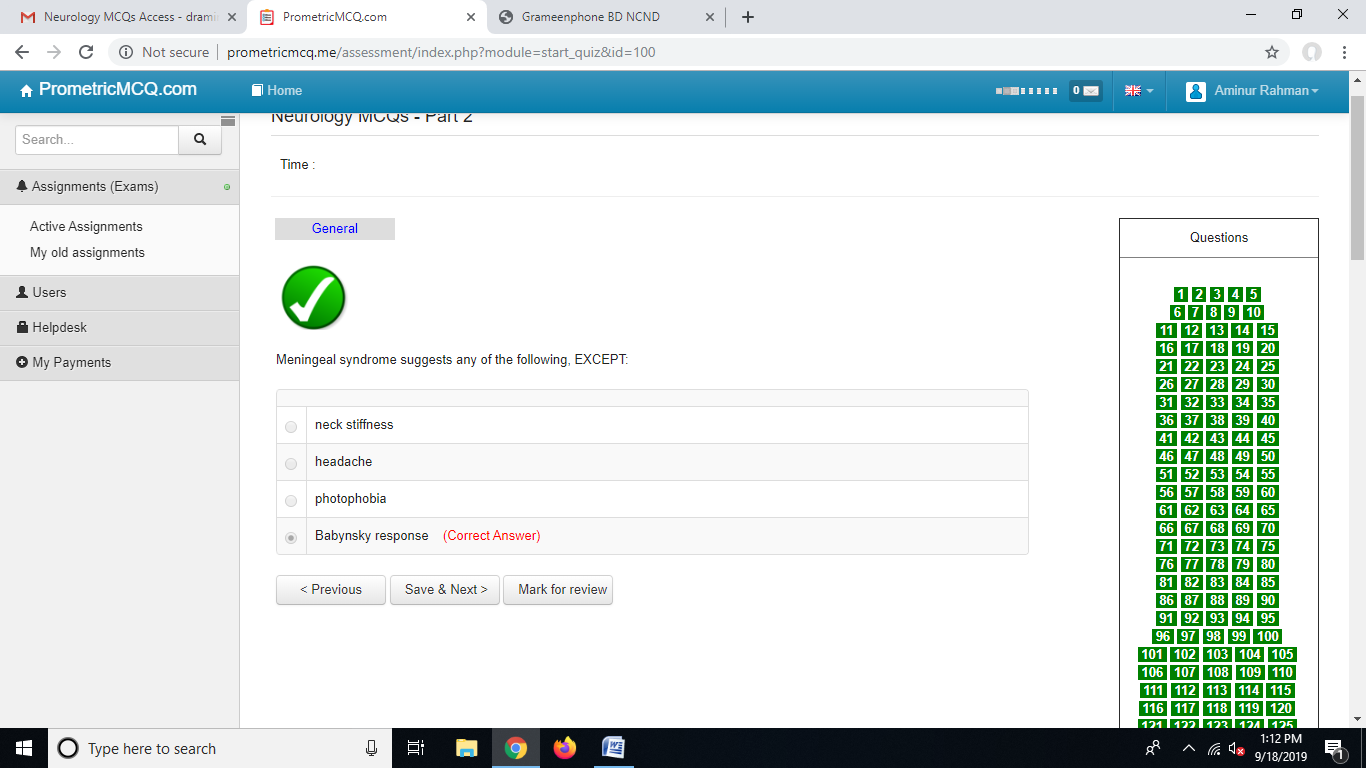 Neurology MCQs Access - drami
PrometricMCQ.com
Grameenphone BD NCND
Not secure
prometricmcq.me/assessment/index.php?module=start_quiz&id=100
PrometricMCQ.com
Home
0
Aminur Rahman
Neurology MCQs - Part 2
Search...
Time :
Assignments (Exams)
Active Assignments
My old assignments
Users
Helpdesk
My Payments
General
Meningeal syndrome suggests any of the following, EXCEPT:
neck stiffness
headache
photophobia
Babynsky response (Correct Answer)
< Previous
Save & Next >
Mark for review
Questions
1 2 3 4 5
6 7 8 9 10
11 12 13 14 15
16 17 18 19 20
21 22 23 24 25
26 27 28 29 30
31 32 33 34 35
36 37 38 39 40
41 42 43 44 45
46 47 48 49 50
51 52 53 54 55
56 57 58 59 60
61 62 63 64 65
66 67 68 69 70
71 72 73 74 75
76 77 78 79 80
81 82 83 84 85
86 87 88 89 90
91 92 93 94 95
96 97 98 99 100
101 102 103 104 105
106 107 108 109 110
111 112 113 114 115
116 117 118 119 120
121 122 123 124 125
Type here to search
1:12 PM
9/18/2019
1